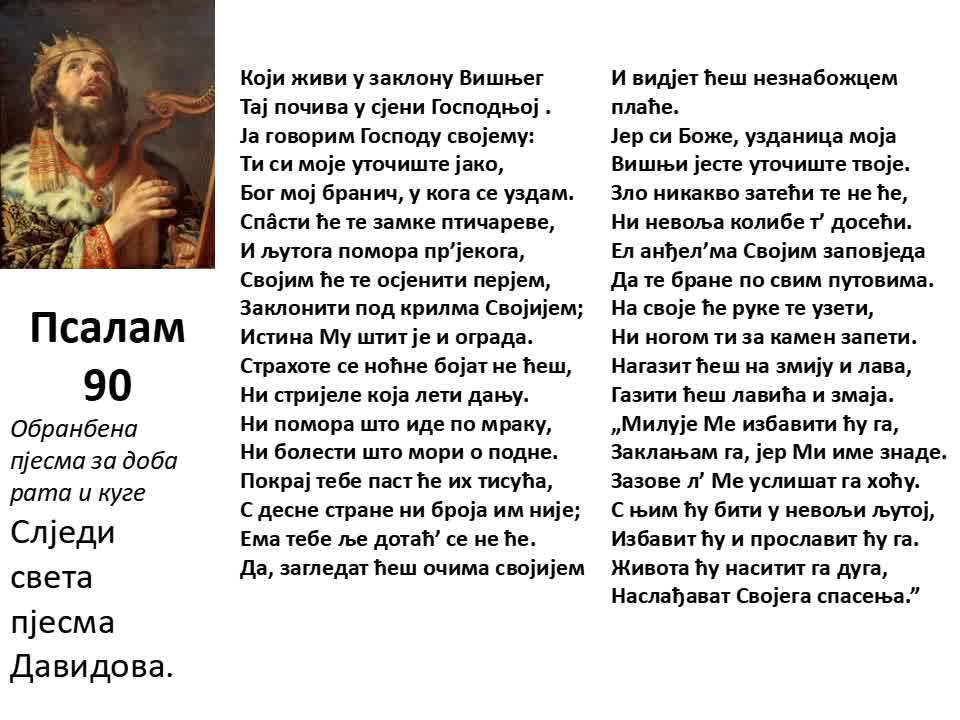 Псалам
90
Обранбена
пјесма за доба
рата и куге
Слједи
света
пјесма
Давидова.
Који живи у заклону Вишњег
Тај почива у сјени Господњој .
Ја говорим Господу својему:
Ти си моје уточиште јако,
Бог мој бранич, у кога се уздам.
Спа̂сти ће те замке птичареве,
И љутога помора пр’јекога,
Својим ће те осјенити перјем,
Заклонити под крилма Својијем;
Истина Му штит је и ограда.
Страхоте се ноћне бојат не ћеш,
Ни стријеле која лети дању.
Ни помора што иде по мраку,
Ни болести што мори о подне.
Покрај тебе паст ће их тисућа,
С десне стране ни броја им није;
Ема тебе ље дотаћ’ се не ће.
Да, загледат ћеш очима својијем
И видјет ћеш незнабожцем
плаће.
Јер си Боже, узданица моја
Вишњи јесте уточиште твоје.
Зло никакво затећи те не ће,
Ни невоља колибе т’ досећи.
Ел анђел’ма Својим заповједа
Да те бране по свим путовима.
На своје ће руке те узети,
Ни ногом ти за камен запети.
Нагазит ћеш на змију и лава,
Газити ћеш лавића и змаја.
„Милује Ме избавити ћу га,
Заклањам га, јер Ми име знаде.
Зазове л’ Ме услишат га хоћу.
С њим ћу бити у невољи љутој,
Избавит ћу и прославит ћу га.
Живота ћу наситит га дуга,
Наслађават Својега спасења.”